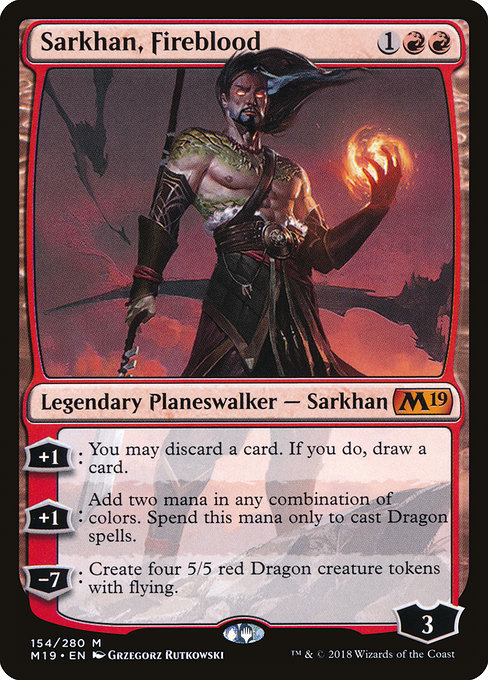 Sarkhan, Fireblood 1
Legendary Planeswalker — Sarkhan M19
+1 : You may discard a card. If you do, draw a
card.
+1 : Add two mana in any combination of
colors. Spend this mana only to cast Dragon
spells.
-7 : Create four 5/5 red Dragon creature tokens
with flying.
3
154/280 M
M19 • EN Grzegorz Rutkowski ™ & © 2018 Wizards of the Coast